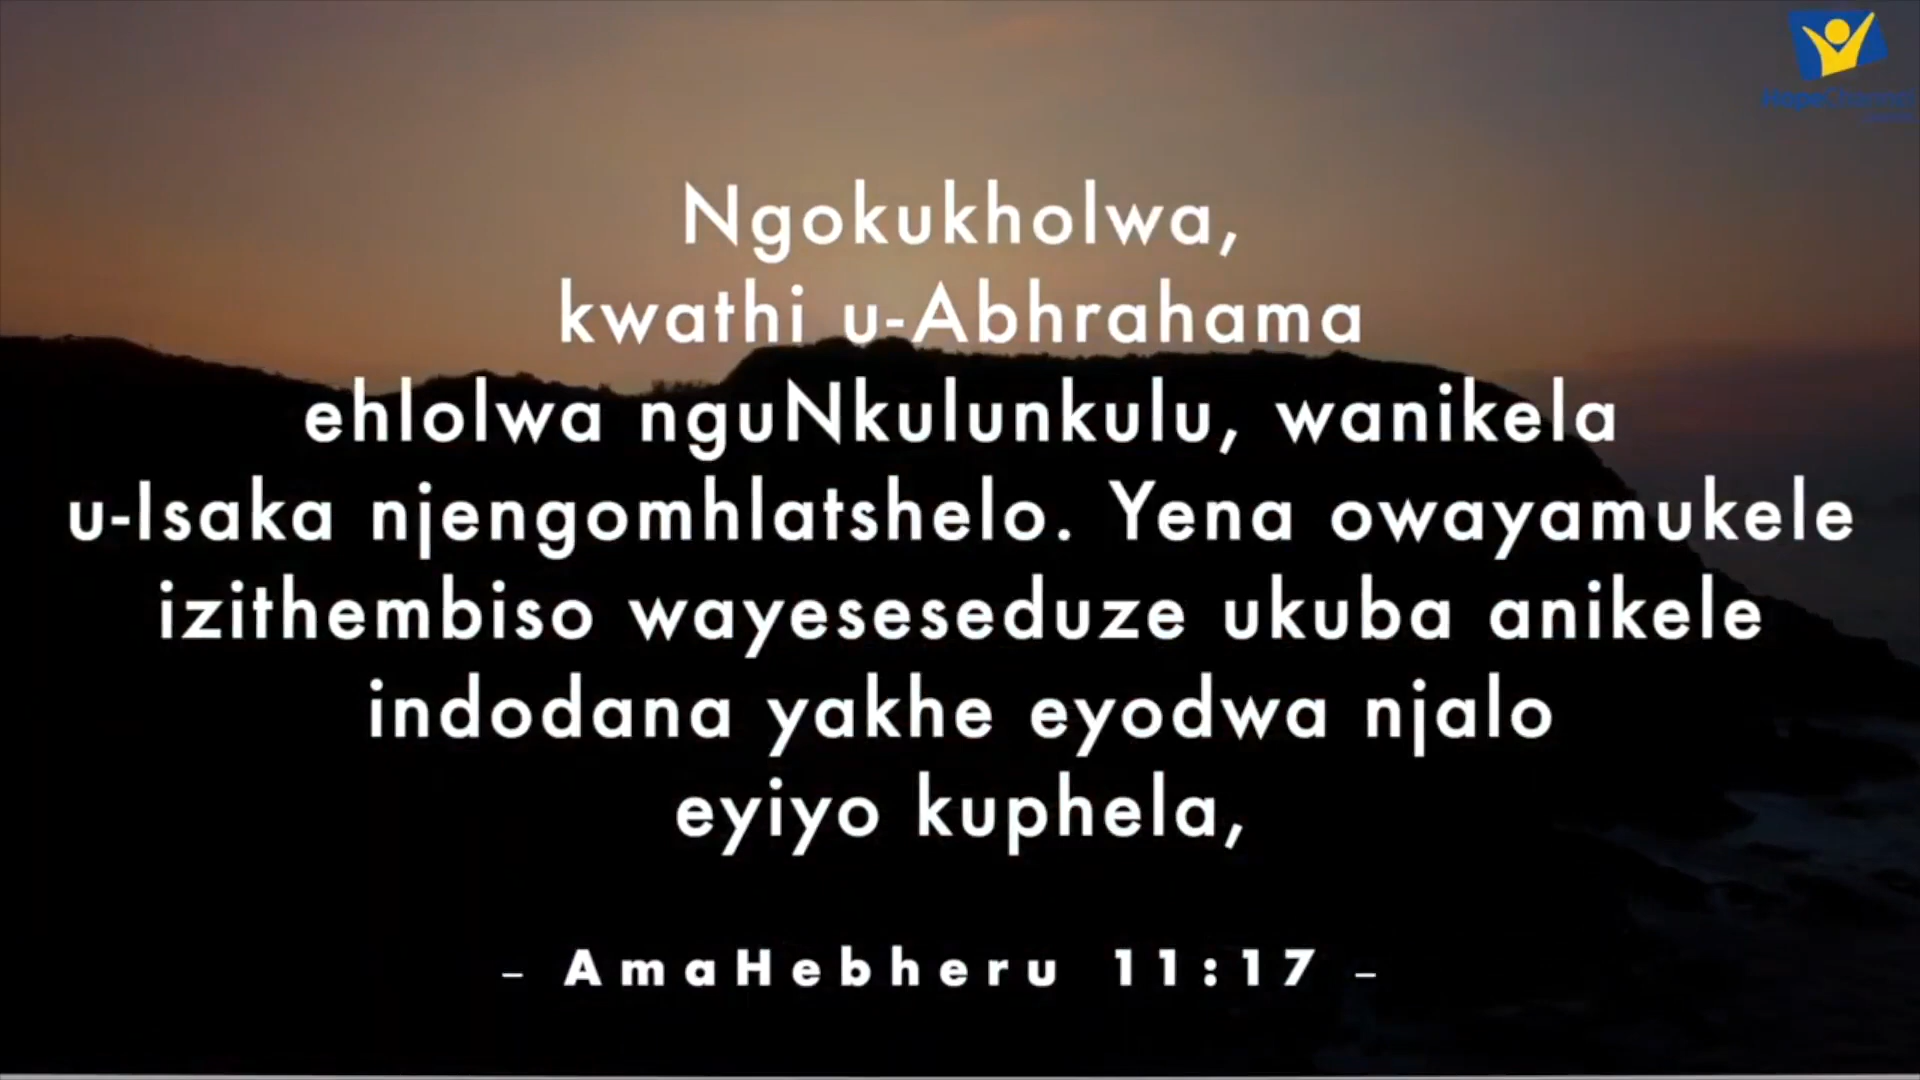 HopeChannel
Ngokukholwa,
kwathi u-Abhrahama
ehlolwa nguNkulunkulu, wanikela
u-Isaka njengomhlatshelo. Yena owayamukele
izithembiso wayeseseduze ukuba anikele
indodana yakhe eyodwa njalo
eyiyo kuphela,
– AmaHebheru 11:17 –